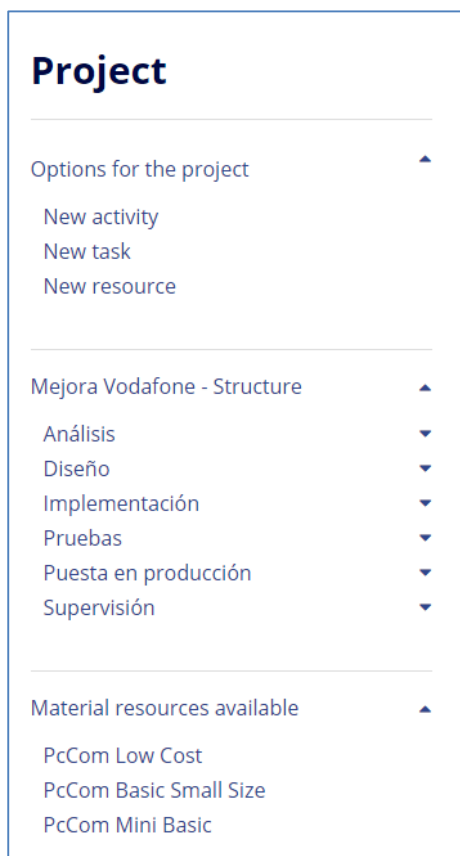 Project
Options for the project
New activity
New task
New resource
Mejora Vodafone - Structure
Análisis
Diseño
Implementación
Pruebas
Puesta en producción
Supervisión
Material resources available
PcCom Low Cost
PcCom Basic Small Size
PcCom Mini Basic